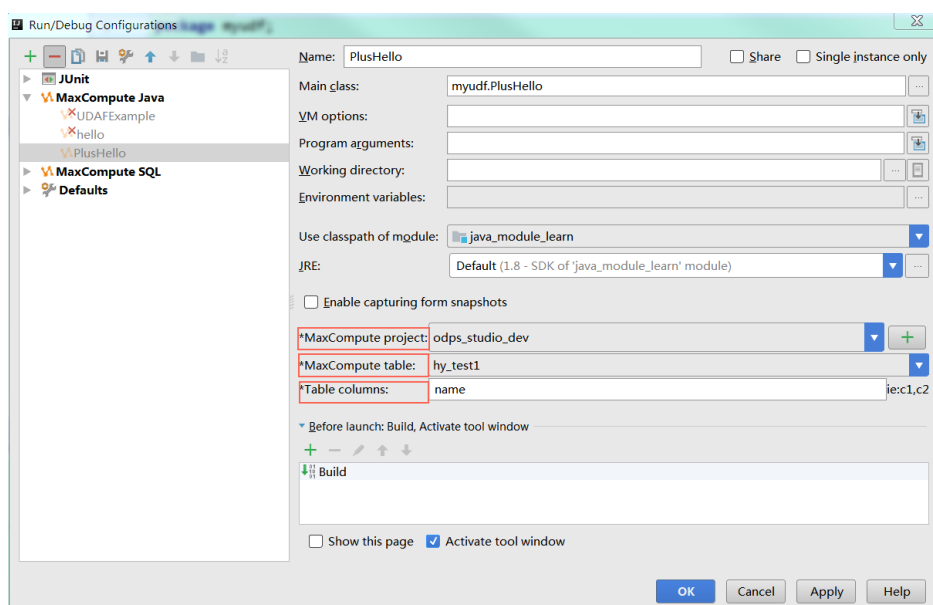 Run/Debug Configurations
package myudf;
Name: PlusHello
Share
Single instance only
JUnit
MaxCompute Java
UDAFExample
hello
PlusHello
MaxCompute SQL
Defaults
Main class: myudf.PlusHello
VM options:
Program arguments:
Working directory:
Environment variables:
Use classpath of module: java_module_learn
JRE: Default (1.8 - SDK of 'java_module_learn' module)
Enable capturing form snapshots
*MaxCompute project: odps_studio_dev
*MaxCompute table: hy_test1
*Table columns: name ie:c1,c2
Before launch: Build, Activate tool window
Build
Show this page Activate tool window
OK Cancel Apply Help